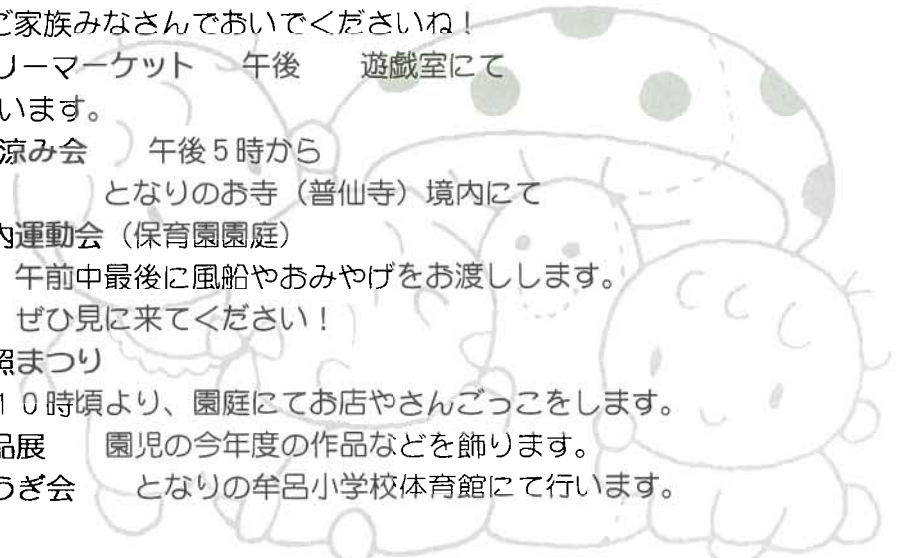 ご家族みなさんでおいでくださいね！
リーマーケット　午後　遊戯室にて
います。
涼み会　午後５時から
となりのお寺（普仙寺）境内にて
内運動会（保育園園庭）
午前中最後に風船やおみやげをお渡しします。
ぜひ見に来てください！
照まつり
１０時頃より、園庭にてお店やさんごっこをします。
品展　園児の今年度の作品などを飾ります。
うぎ会　となりの牟呂小学校体育館にて行います。